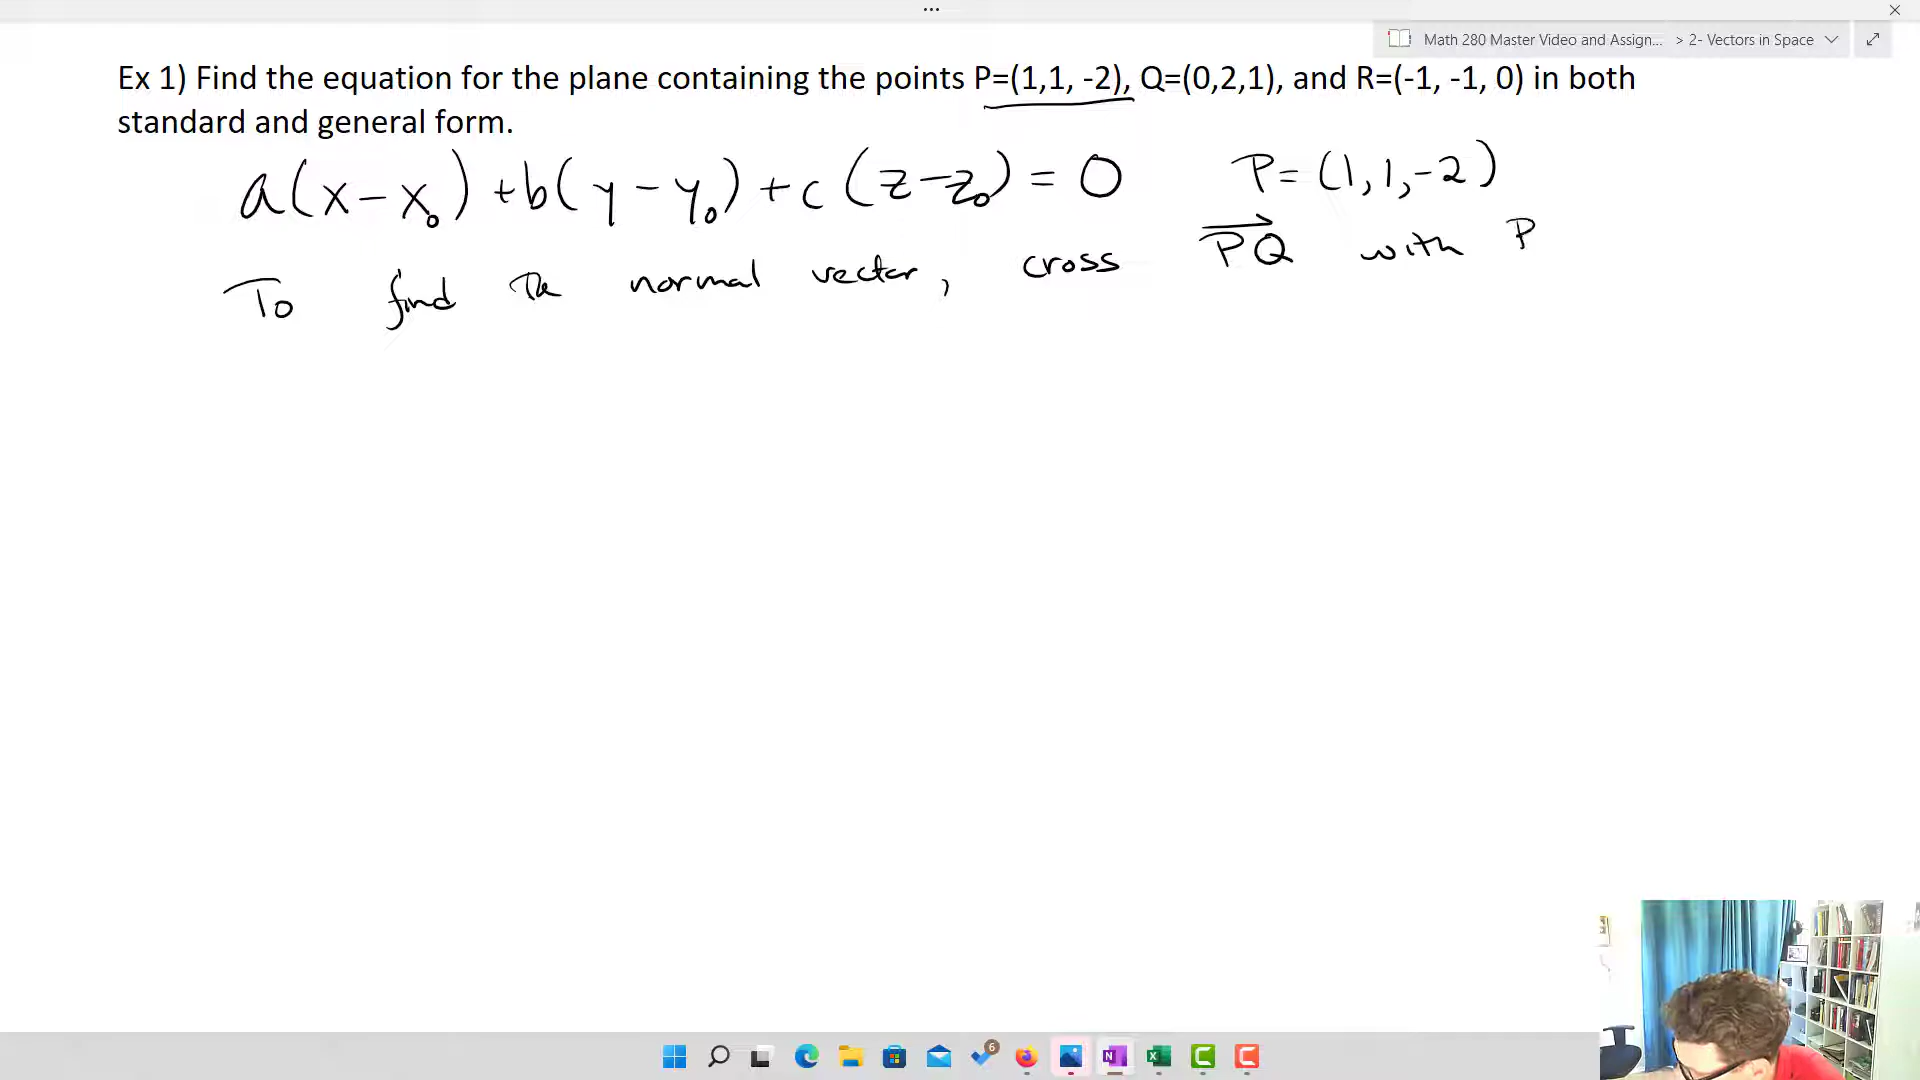 Math 280 Master Video and Assign... > 2- Vectors in Space
Ex 1) Find the equation for the plane containing the points P=(1,1, -2), Q=(0,2,1), and R=(-1, -1, 0) in both
standard and general form.
a(x-x₀) +b(y-y₀) +c(z-z₀) = 0
P=(1,1,-2)
To find the normal vector, cross PQ with P
6